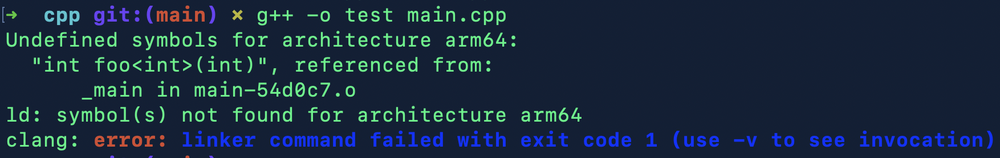 [➜  cpp git:(main) ✗ g++ -o test main.cpp
Undefined symbols for architecture arm64:
  "int foo<int>(int)", referenced from:
      _main in main-54d0c7.o
ld: symbol(s) not found for architecture arm64
clang: error: linker command failed with exit code 1 (use -v to see invocation)